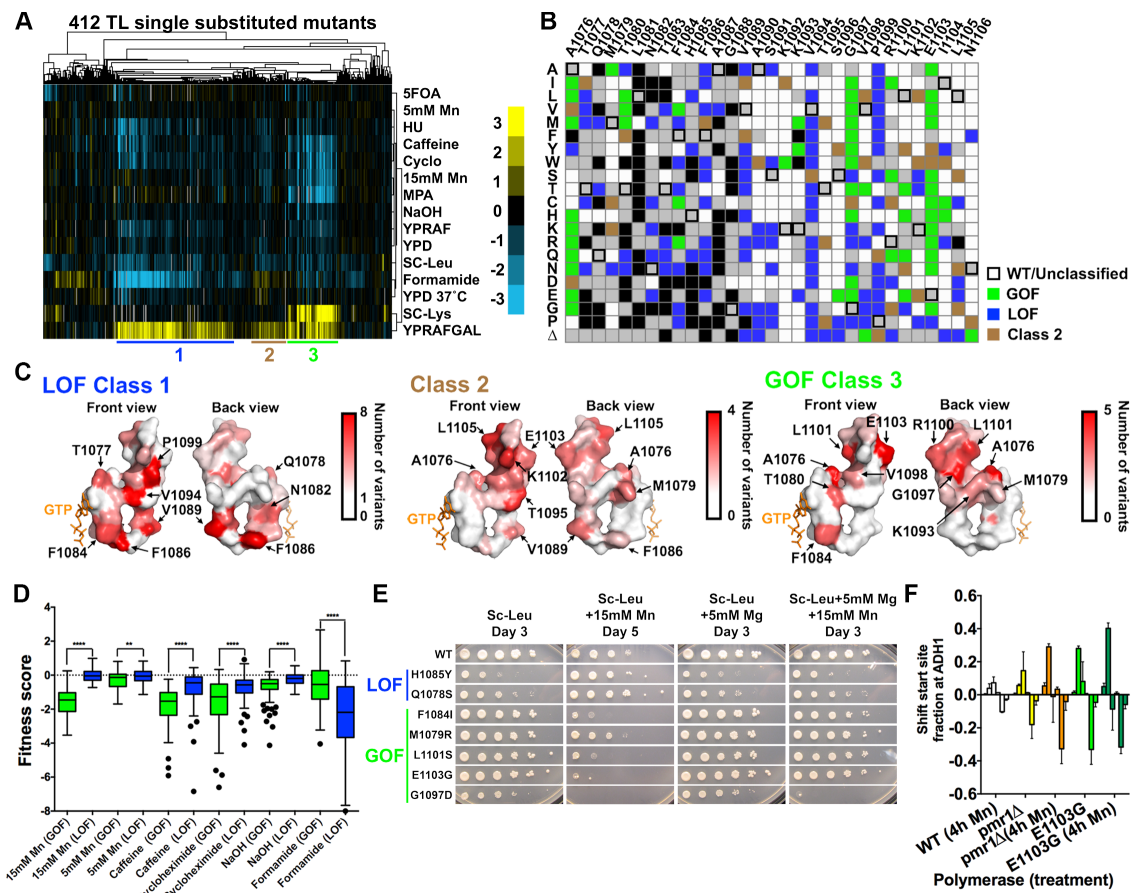 A
412 TL single substituted mutants
5FOA
5mM Mn
HU
Caffeine
Cyclo
15mM Mn
MPA
NaOH
YPRAF
YPD
SC-Leu
Formamide
YPD 37˚C
SC-Lys
YPRAFGAL
3
2
1
0
-1
-2
-3
1
2
3
B
A1076
T1077
Q1078
M1079
T1080
L1081
N1082
T1083
F1084
H1085
F1086
A1087
G1088
V1089
A1090
S1091
K1092
K1093
V1094
T1095
S1096
G1097
V1098
P1099
R1100
L1101
K1102
E1103
I1104
L1105
N1106
A
I
L
V
M
F
Y
W
S
T
C
H
K
R
Q
N
D
E
G
P
Δ
WT/Unclassified
GOF
LOF
Class 2
C
LOF Class 1
Front view
Back view
T1077
P1099
V1094
V1089
GTP
F1084
F1086
Q1078
N1082
F1086
8
0
Number of variants
Class 2
Front view
Back view
L1105
E1103
L1105
A1076
K1102
A1076
M1079
T1095
V1089
F1086
4
0
Number of variants
GOF Class 3
Front view
Back view
L1101
E1103
R1100
L1101
A1076
A1076
T1080
V1098
G1097
M1079
GTP
K1093
F1084
5
0
Number of variants
D
Fitness score
2
0
-2
-4
-6
-8
****
**
****
****
****
****
15mM Mn (GOF)
15mM Mn (LOF)
5mM Mn (GOF)
5mM Mn (LOF)
Caffeine (GOF)
Caffeine (LOF)
ycloheximide (GOF)
ycloheximide (LOF)
NaOH (GOF)
NaOH (LOF)
Formamide (GOF)
Formamide (LOF)
E
Sc-Leu
Day 3
Sc-Leu
+15mM Mn
Day 5
Sc-Leu
+5mM Mg
Day 3
Sc-Leu+5mM Mg
+15mM Mn
Day 3
WT
LOF
H1085Y
Q1078S
GOF
F1084I
M1079R
L1101S
E1103G
G1097D
F
Shift start site
fraction at ADH1
0.6
0.4
0.2
0.0
-0.2
-0.4
-0.6
WT (4h Mn)
pmr1Δ
pmr1Δ(4h Mn)
E1103G
E1103G (4h Mn)
Polymerase (treatment)